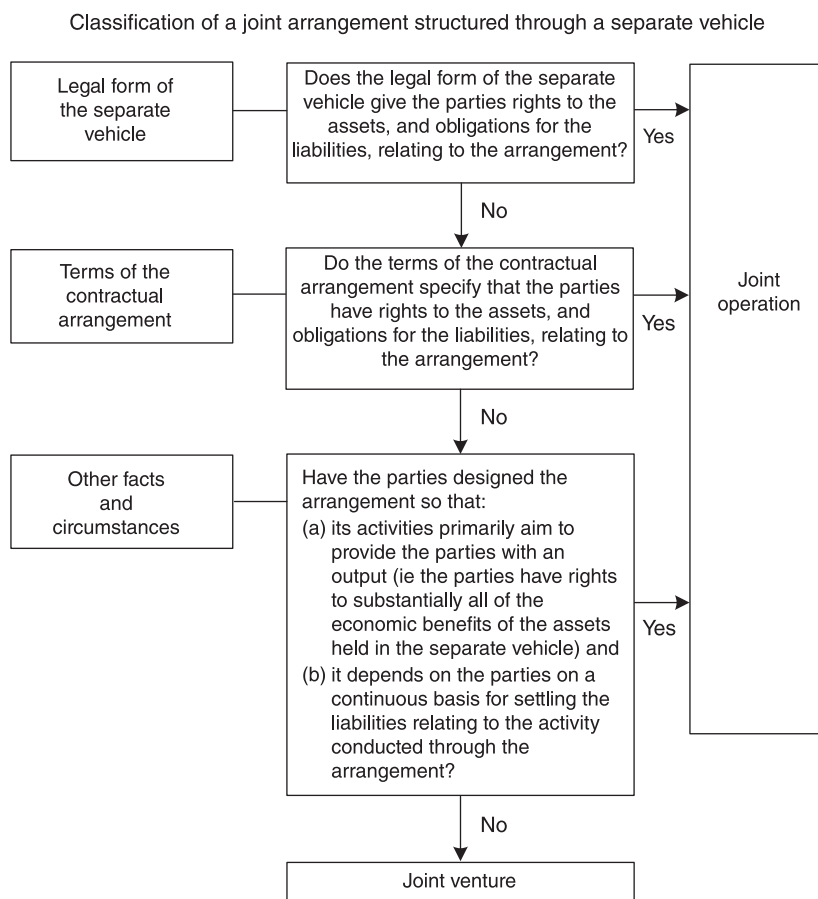 Classification of a joint arrangement structured through a separate vehicle
Legal form of
the separate
vehicle
Does the legal form of the separate
vehicle give the parties rights to the
assets, and obligations for the
liabilities, relating to the arrangement?
Yes
No
Terms of the
contractual
arrangement
Do the terms of the contractual
arrangement specify that the parties
have rights to the assets, and
obligations for the liabilities, relating to
the arrangement?
Yes
Joint
operation
No
Other facts
and
circumstances
Have the parties designed the
arrangement so that:
(a) its activities primarily aim to
provide the parties with an
output (ie the parties have rights
to substantially all of the
economic benefits of the assets
held in the separate vehicle) and
(b) it depends on the parties on a
continuous basis for settling the
liabilities relating to the activity
conducted through the
arrangement?
Yes
No
Joint venture